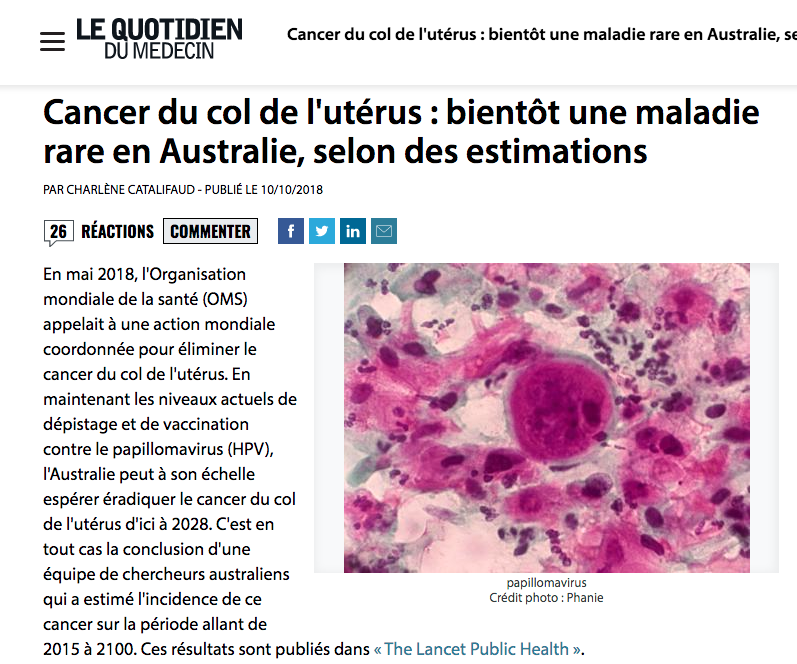 LE QUOTIDIEN
DU MEDECIN
Cancer du col de l'utérus : bientôt une maladie rare en Australie, se
Cancer du col de l'utérus : bientôt une maladie
rare en Australie, selon des estimations
PAR CHARLÈNE CATALIFAUD - PUBLIÉ LE 10/10/2018
26 RÉACTIONS COMMENTER f in
En mai 2018, l'Organisation
mondiale de la santé (OMS)
appelait à une action mondiale
coordonnée pour éliminer le
cancer du col de l'utérus. En
maintenant les niveaux actuels de
dépistage et de vaccination
contre le papillomavirus (HPV),
l'Australie peut à son échelle
espérer éradiquer le cancer du col
de l'utérus d'ici à 2028. C'est en
tout cas la conclusion d'une
équipe de chercheurs australiens
qui a estimé l'incidence de ce
cancer sur la période allant de
2015 à 2100. Ces résultats sont publiés dans « The Lancet Public Health ».
papillomavirus
Crédit photo : Phanie